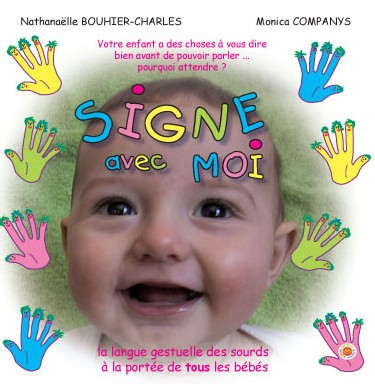 Nathanaëlle BOUHIER-CHARLES Monica COMPANYS
Votre enfant a des choses à vous dire
bien avant de pouvoir parler ...
pourquoi attendre ?
SIGNE
avec MOI
la langue gestuelle des sourds
à la portée de tous les bébés